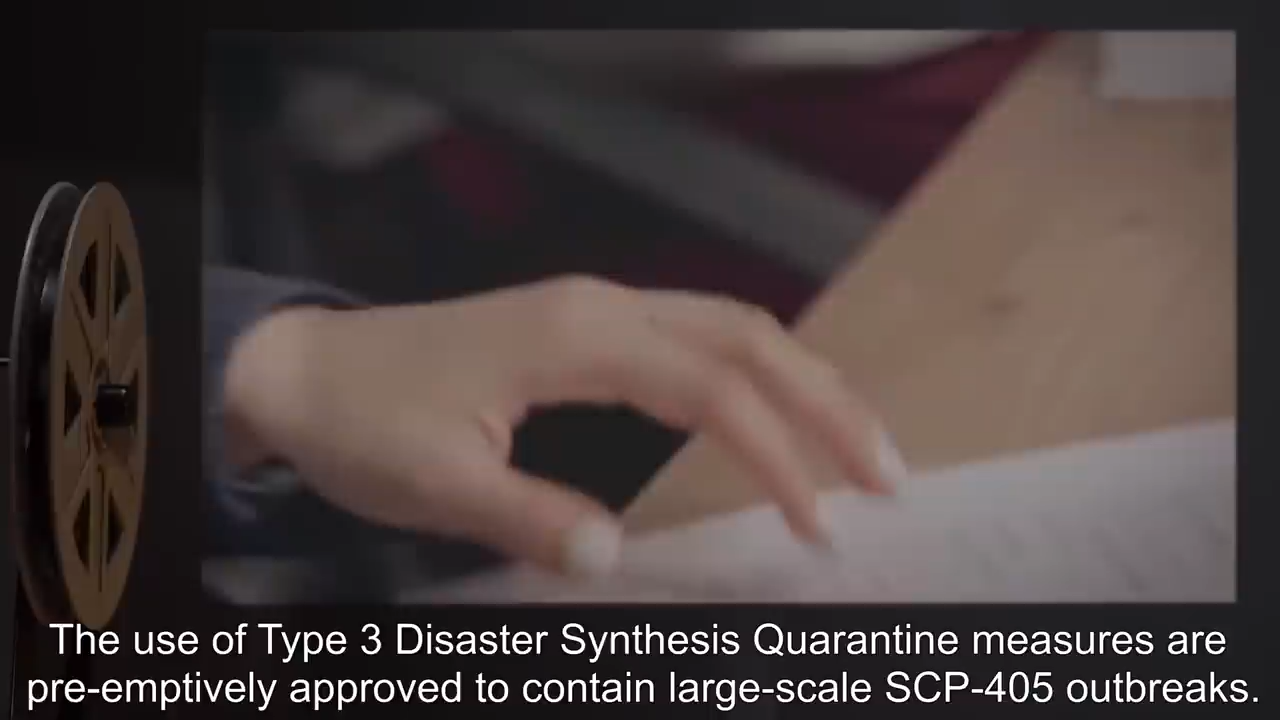 The use of Type 3 Disaster Synthesis Quarantine measures are
pre-emptively approved to contain large-scale SCP-405 outbreaks.